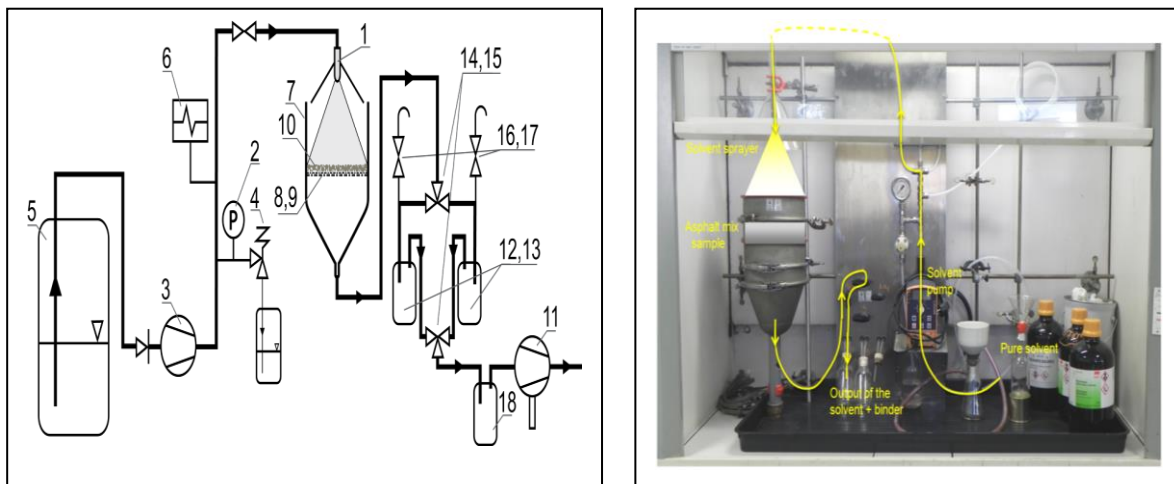 1
14,15
6
7
10
16,17
2
4
8,9
5
P
3
12,13
11
18
Solvent sprayer
Asphalt mix
sample
Solvent
pump
Pure solvent
Output of the
solvent + binder